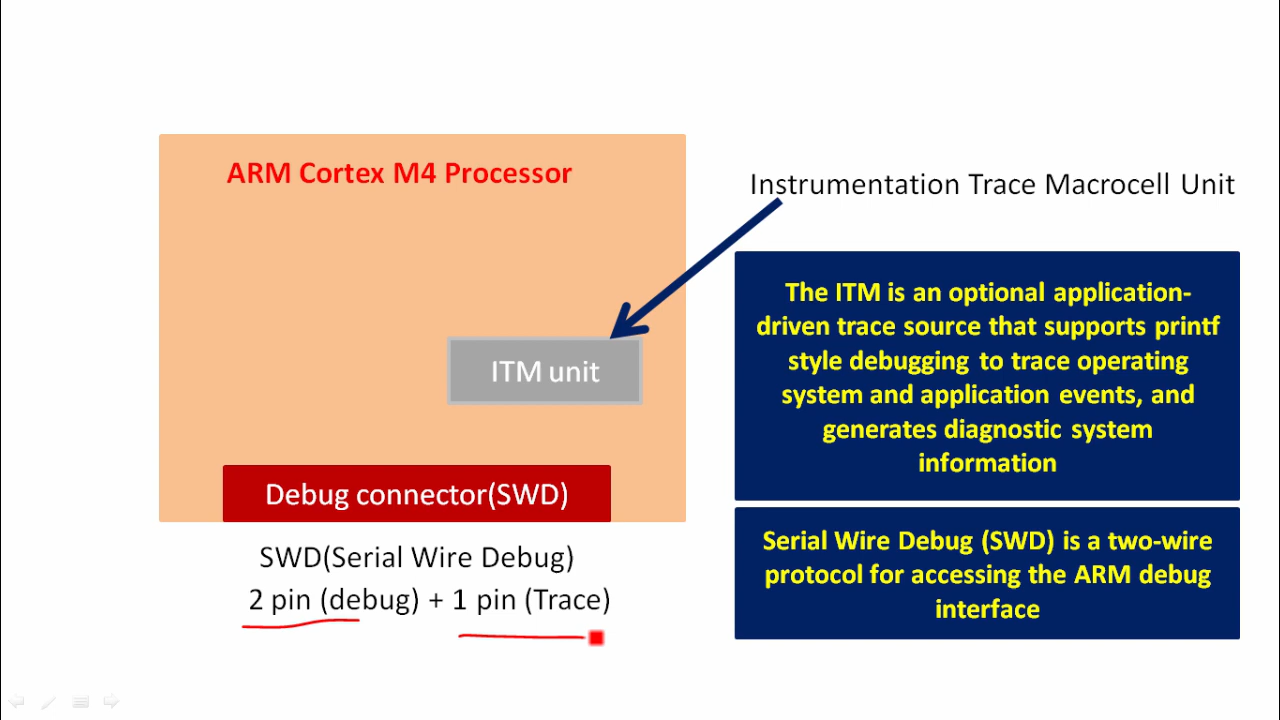 ARM Cortex M4 Processor
Instrumentation Trace Macrocell Unit
The ITM is an optional application-
driven trace source that supports printf
style debugging to trace operating
system and application events, and
generates diagnostic system
information
ITM unit
Debug connector(SWD)
SWD(Serial Wire Debug)
2 pin (debug) + 1 pin (Trace)
Serial Wire Debug (SWD) is a two-wire
protocol for accessing the ARM debug
interface